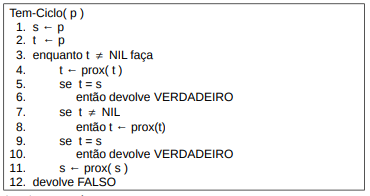 Tem-Ciclo( p )
1. s ← p
2. t ← p
3. enquanto t ≠ NIL faça
4. t ← prox( t )
5. se t = s
6. então devolve VERDADEIRO
7. se t ≠ NIL
8. então t ← prox(t)
9. se t = s
10. então devolve VERDADEIRO
11. s ← prox( s )
12. devolve FALSO